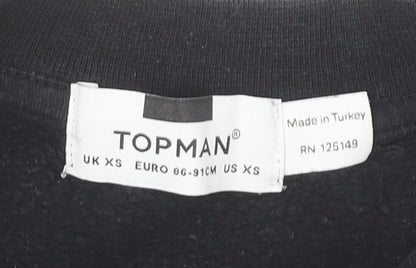 TOPMAN®
UK XS EURO 86-91CM US XS
Made in Turkey
RN 125149